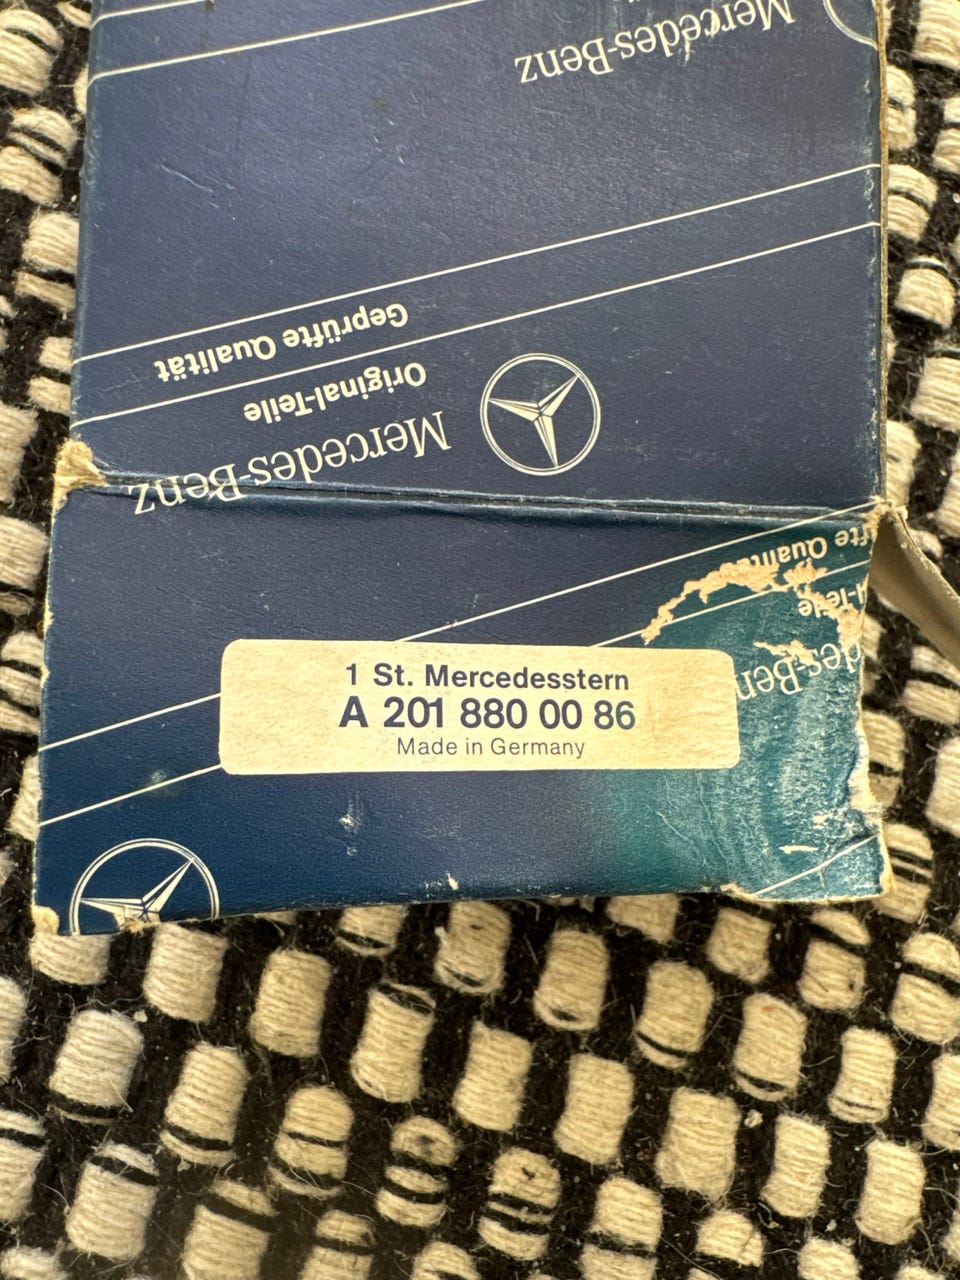 Mercedes-Benz
Geprüfte Qualität
Original-Teile
Mercedes-Benz
1 St. Mercedesstern
A 201 880 00 86
Made in Germany